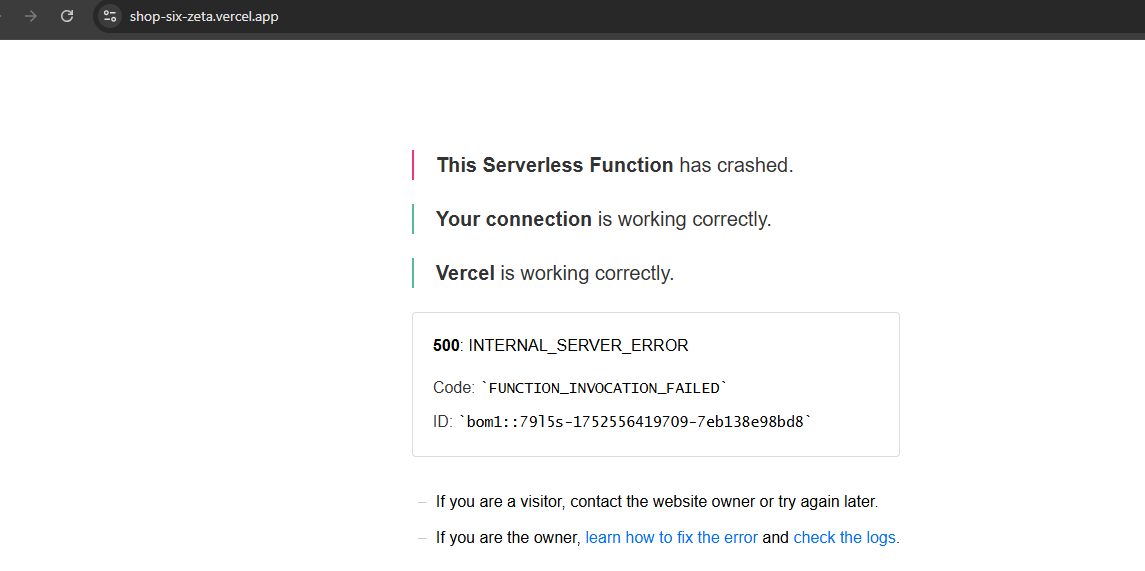 shop-six-zeta.vercel.app
This Serverless Function has crashed.
Your connection is working correctly.
Vercel is working correctly.
500: INTERNAL_SERVER_ERROR
Code: `FUNCTION_INVOCATION_FAILED`
ID: `bom1::79l5s-1752556419709-7eb138e98bd8`
– If you are a visitor, contact the website owner or try again later.
– If you are the owner, learn how to fix the error and check the logs.